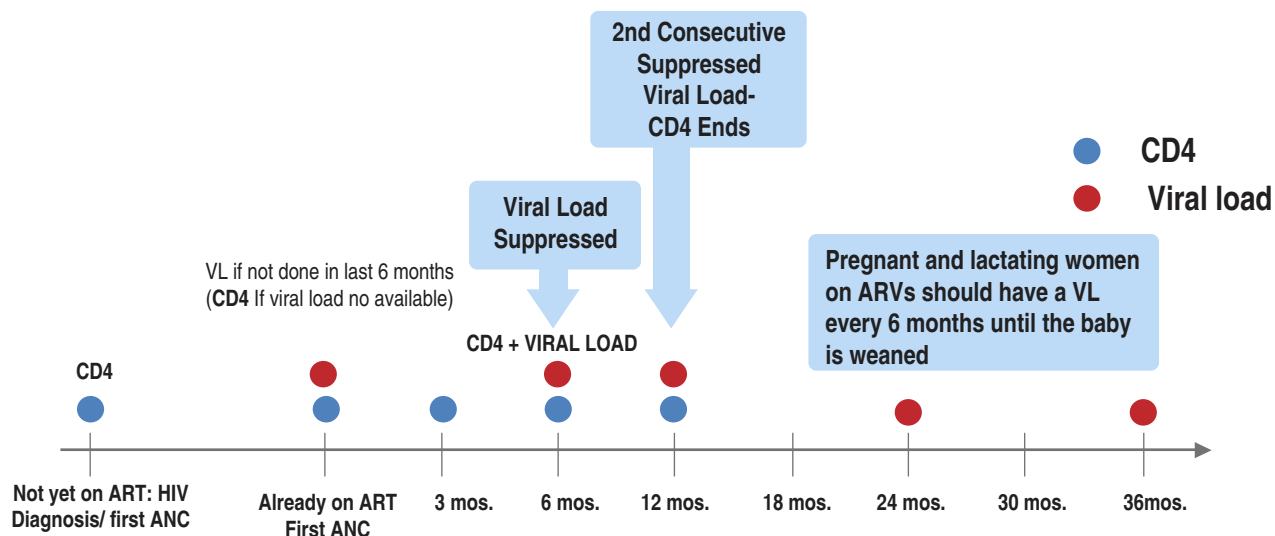 2nd Consecutive
Suppressed
Viral Load-
CD4 Ends
CD4
Viral load
Viral Load
Suppressed
VL if not done in last 6 months
(CD4 If viral load no available)
Pregnant and lactating women
on ARVs should have a VL
every 6 months until the baby
is weaned
CD4 + VIRAL LOAD
CD4
Not yet on ART: HIV
Diagnosis/ first ANC
Already on ART
First ANC
3 mos.
6 mos.
12 mos.
18 mos.
24 mos.
30 mos.
36mos.